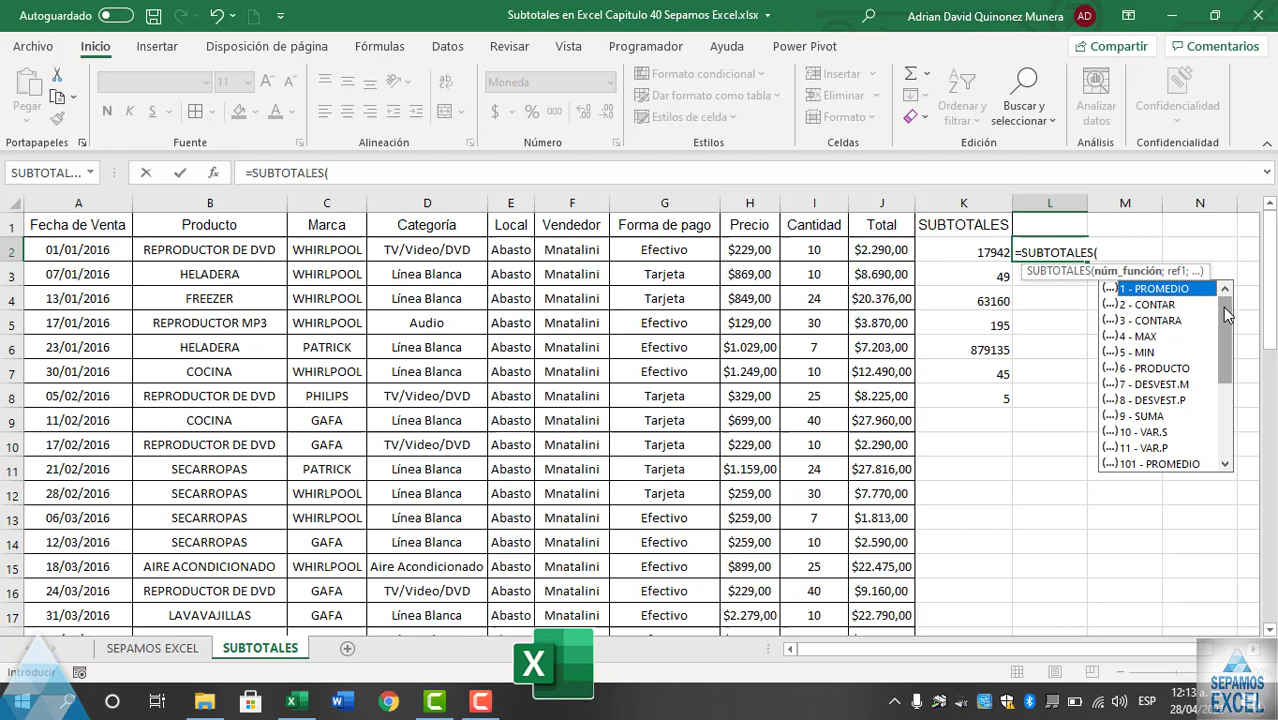 Autoguardado
Subtotales en Excel Capitulo 40 Sepamos Excel.xlsx
Adrian David Quinonez Munera
AD
Archivo Inicio Insertar Disposición de página Fórmulas Datos Revisar Vista Programador Ayuda Power Pivot
Compartir
Comentarios
Pegar
Portapapeles
11
N K S
Fuente
Alineación
Moneda
$ % 000
Número
Formato condicional
Dar formato como tabla
Estilos de celda
Estilos
Insertar
Eliminar
Formato
Celdas
Ordenar y filtrar
Buscar y seleccionar
Edición
Analizar datos
Análisis
Confidencialidad
Confidencialidad
SUBTOTAL...
fx
=SUBTOTALES(
A B C D E F G H I J K L M N
1 Fecha de Venta Producto Marca Categoría Local Vendedor Forma de pago Precio Cantidad Total SUBTOTALES
2 01/01/2016 REPRODUCTOR DE DVD WHIRLPOOL TV/Video/DVD Abasto Mnatalini Efectivo $229,00 10 $2.290,00 17942 =SUBTOTALES(
3 07/01/2016 HELADERA WHIRLPOOL Línea Blanca Abasto Mnatalini Tarjeta $869,00 10 $8.690,00 49
4 13/01/2016 FREEZER WHIRLPOOL Línea Blanca Abasto Mnatalini Tarjeta $849,00 24 $20.376,00 63160
5 17/01/2016 REPRODUCTOR MP3 WHIRLPOOL Audio Abasto Mnatalini Efectivo $129,00 30 $3.870,00 195
6 23/01/2016 HELADERA PATRICK Línea Blanca Abasto Mnatalini Efectivo $1.029,00 7 $7.203,00 879135
7 30/01/2016 COCINA WHIRLPOOL Línea Blanca Abasto Mnatalini Efectivo $1.249,00 10 $12.490,00 45
8 05/02/2016 REPRODUCTOR DE DVD PHILIPS TV/Video/DVD Abasto Mnatalini Tarjeta $329,00 25 $8.225,00 5
9 11/02/2016 COCINA GAFA Línea Blanca Abasto Mnatalini Efectivo $699,00 40 $27.960,00
10 17/02/2016 REPRODUCTOR DE DVD GAFA TV/Video/DVD Abasto Mnatalini Tarjeta $229,00 10 $2.290,00
11 21/02/2016 SECARROPAS PATRICK Línea Blanca Abasto Mnatalini Tarjeta $1.159,00 24 $27.816,00
12 28/02/2016 SECARROPAS WHIRLPOOL Línea Blanca Abasto Mnatalini Tarjeta $259,00 30 $7.770,00
13 06/03/2016 SECARROPAS WHIRLPOOL Línea Blanca Abasto Mnatalini Efectivo $259,00 7 $1.813,00
14 12/03/2016 SECARROPAS GAFA Línea Blanca Abasto Mnatalini Efectivo $259,00 10 $2.590,00
15 18/03/2016 AIRE ACONDICIONADO WHIRLPOOL Aire Acondicionado Abasto Mnatalini Efectivo $899,00 25 $22.475,00
16 24/03/2016 REPRODUCTOR DE DVD GAFA TV/Video/DVD Abasto Mnatalini Efectivo $229,00 40 $9.160,00
17 31/03/2016 LAVAVAJILLAS GAFA Línea Blanca Abasto Mnatalini Efectivo $2.279,00 10 $22.790,00
SUBTOTALES(núm_función; ref1; ...)
(...) 1 - PROMEDIO
(...) 2 - CONTAR
(...) 3 - CONTARA
(...) 4 - MAX
(...) 5 - MIN
(...) 6 - PRODUCTO
(...) 7 - DESVEST.M
(...) 8 - DESVEST.P
(...) 9 - SUMA
(...) 10 - VAR.S
(...) 11 - VAR.P
(...) 101 - PROMEDIO
SEPAMOS EXCEL
SUBTOTALES
Introducir
X
X
W
C
C
ESP
12:13 a.m.
SEPAMOS
EXCEL